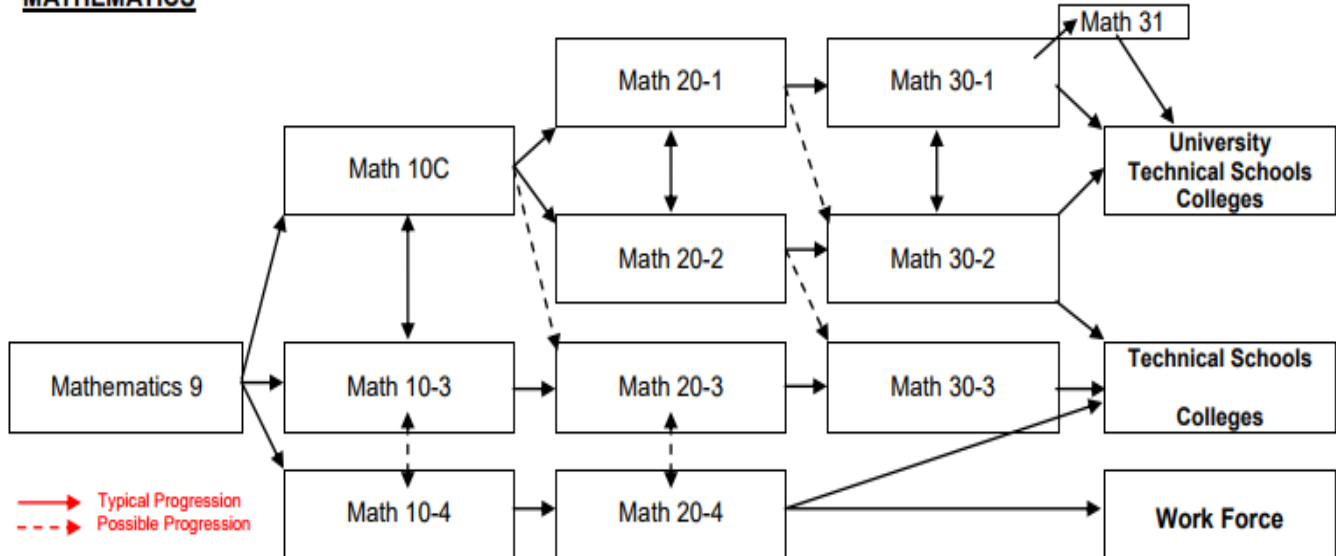 MATHEMATICS
Math 31
Math 20-1
Math 30-1
Math 10C
University
Technical Schools
Colleges
Math 20-2
Math 30-2
Mathematics 9
Math 10-3
Math 20-3
Math 30-3
Technical Schools
Colleges
Typical Progression
Possible Progression
Math 10-4
Math 20-4
Work Force